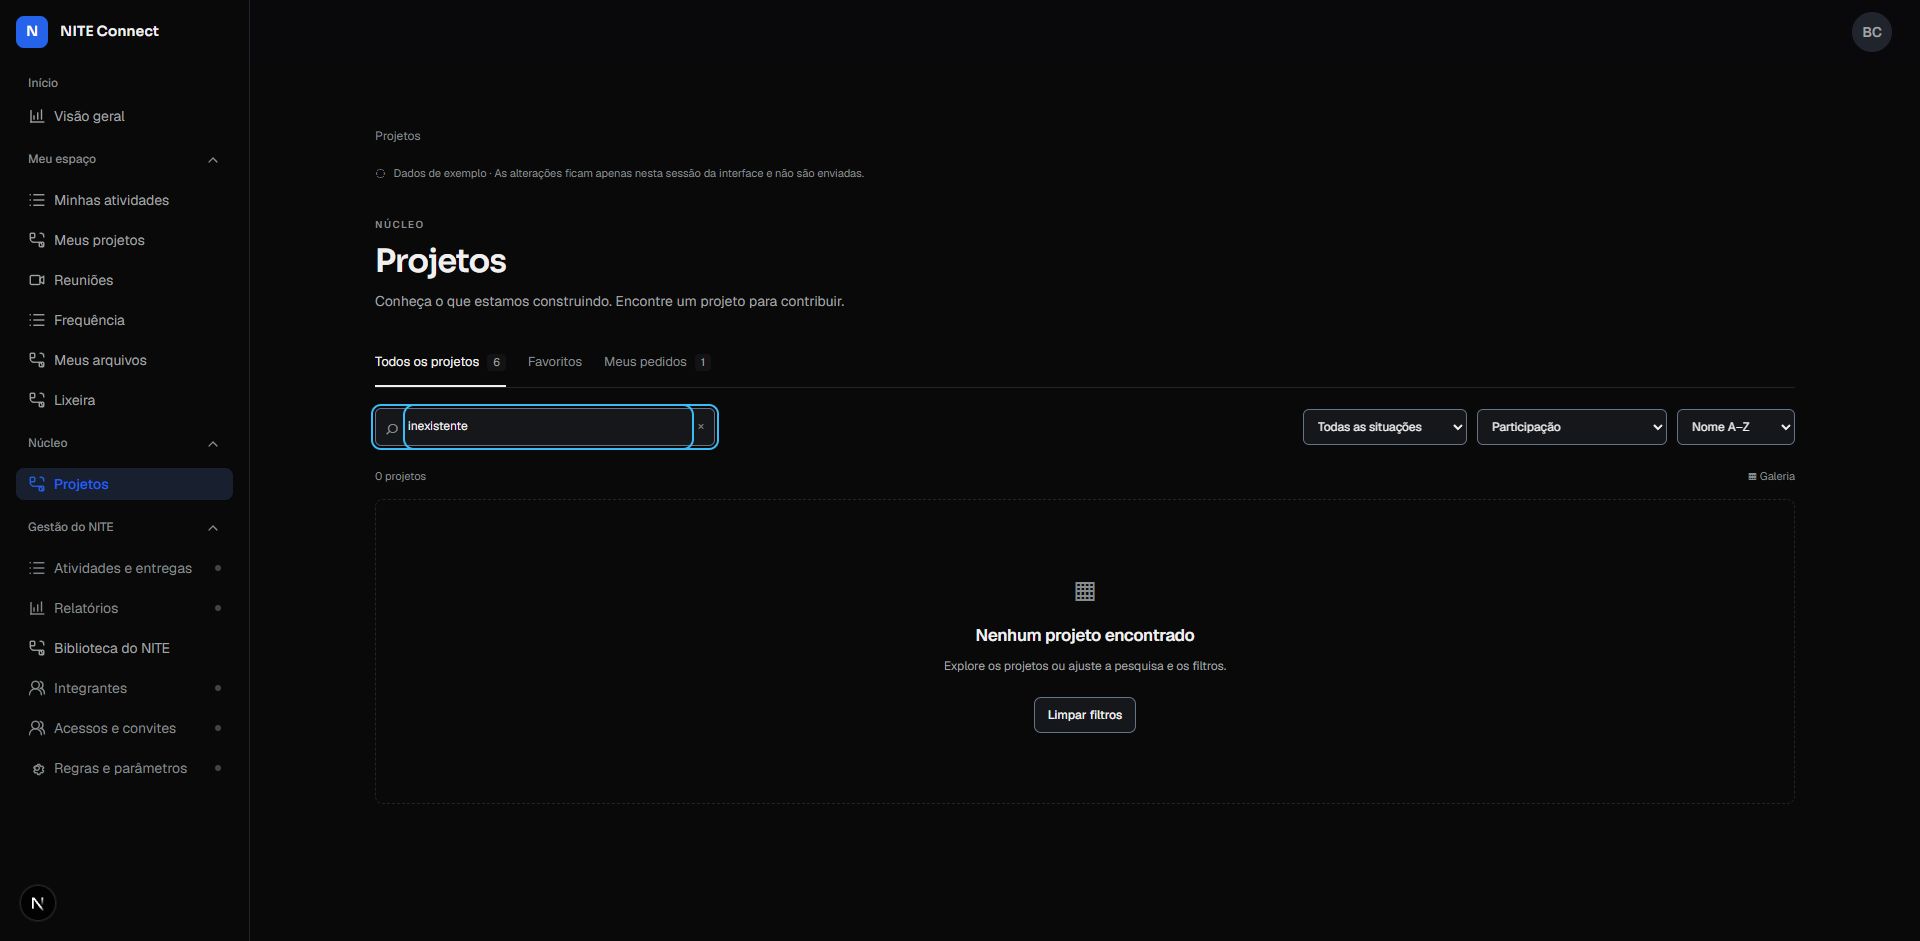 N NITE Connect
BC
Início
Visão geral
Meu espaço
Minhas atividades
Meus projetos
Reuniões
Frequência
Meus arquivos
Lixeira
Núcleo
Projetos
Gestão do NITE
Atividades e entregas
Relatórios
Biblioteca do NITE
Integrantes
Acessos e convites
Regras e parâmetros
N
Projetos
Dados de exemplo · As alterações ficam apenas nesta sessão da interface e não são enviadas.
NÚCLEO
Projetos
Conheça o que estamos construindo. Encontre um projeto para contribuir.
Todos os projetos 6 Favoritos Meus pedidos 1
inexistente × Todas as situações Participação Nome A–Z
0 projetos Galeria
Nenhum projeto encontrado
Explore os projetos ou ajuste a pesquisa e os filtros.
Limpar filtros